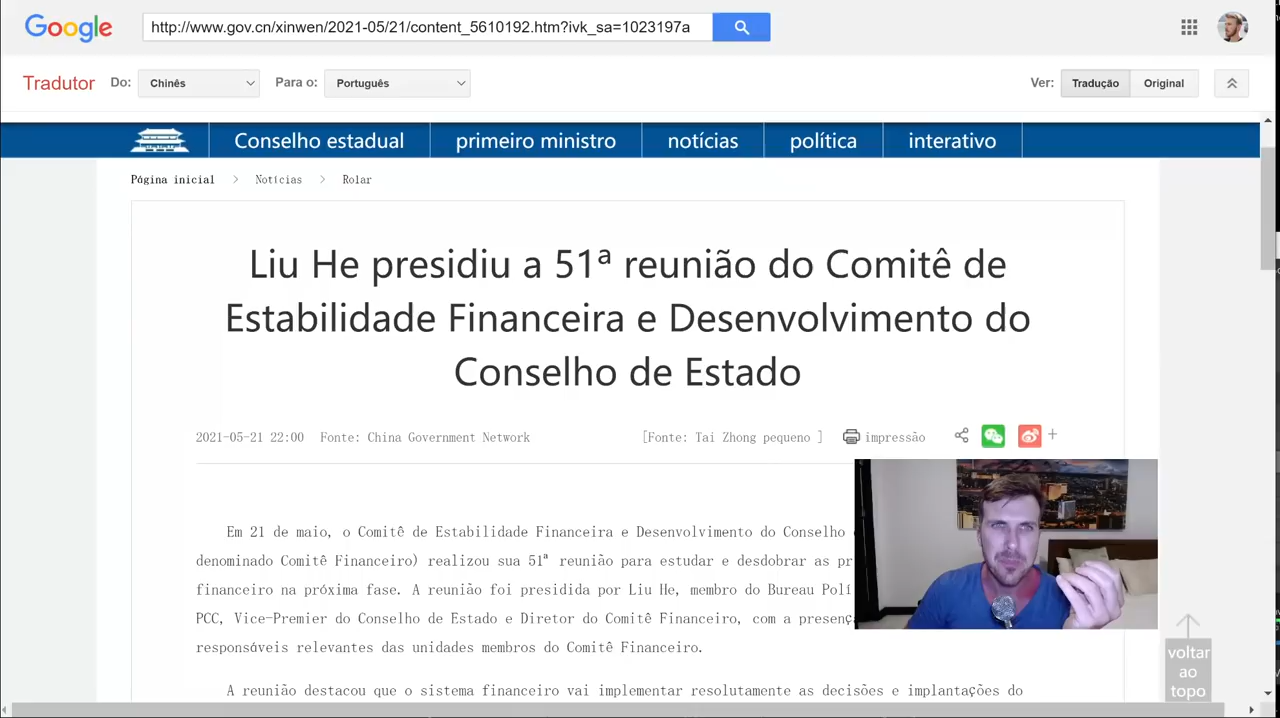 Google
http://www.gov.cn/xinwen/2021-05/21/content_5610192.htm?ivk_sa=1023197a
Tradutor Do: Chinês Para o: Português Ver: Tradução Original
Conselho estadual primeiro ministro notícias política interativo
Página inicial > Notícias > Rolar
Liu He presidiu a 51ª reunião do Comitê de
Estabilidade Financeira e Desenvolvimento do
Conselho de Estado
2021-05-21 22:00 Fonte: China Government Network [Fonte: Tai Zhong pequeno ] impressão +
Em 21 de maio, o Comitê de Estabilidade Financeira e Desenvolvimento do Conselho
denominado Comitê Financeiro) realizou sua 51ª reunião para estudar e desdobrar as
financeiro na próxima fase. A reunião foi presidida por Liu He, membro do Bureau
PCC, Vice-Premier do Conselho de Estado e Diretor do Comitê Financeiro, com a
responsáveis relevantes das unidades membros do Comitê Financeiro.
A reunião destacou que o sistema financeiro vai implementar resolutamente as decisões e implantações do
voltar
ao
topo